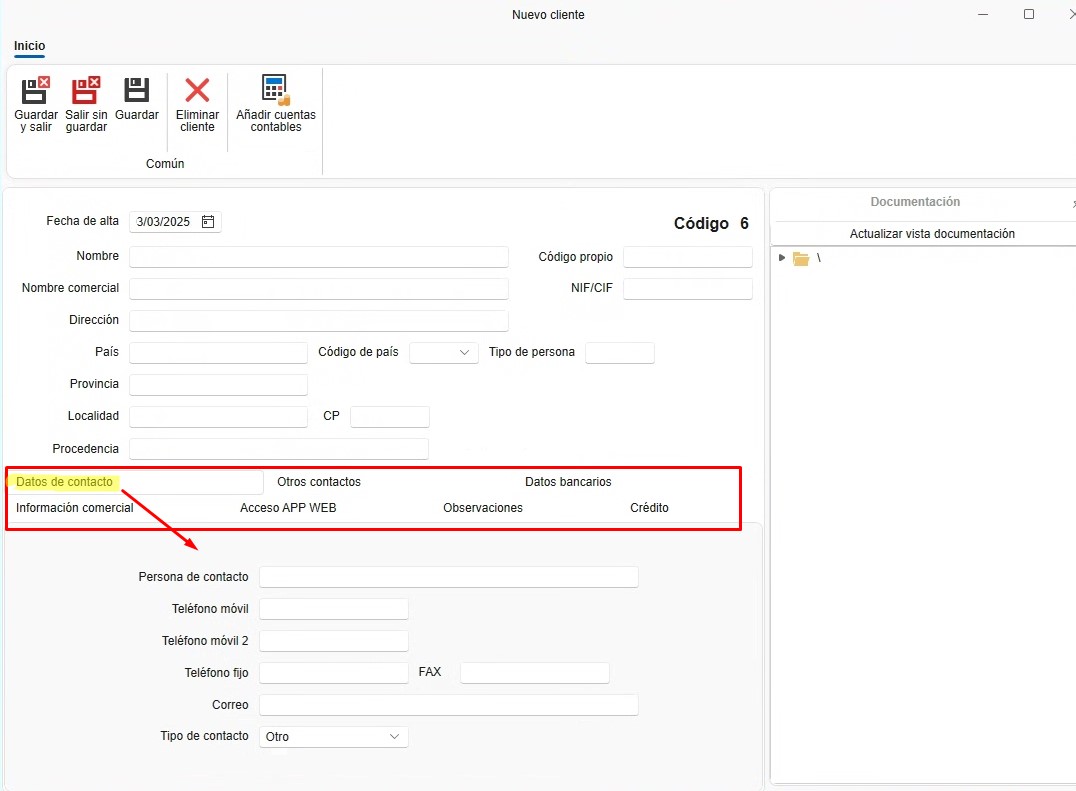 Nuevo cliente
Inicio
Guardar y salir
Salir sin guardar
Guardar
Eliminar cliente
Añadir cuentas contables
Común
Fecha de alta 3/03/2025 Código 6
Nombre Código propio
Nombre comercial NIF/CIF
Dirección
País Código de país Tipo de persona
Provincia
Localidad CP
Procedencia
Datos de contacto Otros contactos Datos bancarios
Información comercial Acceso APP WEB Observaciones Crédito
Persona de contacto
Teléfono móvil
Teléfono móvil 2
Teléfono fijo FAX
Correo
Tipo de contacto Otro
Documentación
Actualizar vista documentación
\